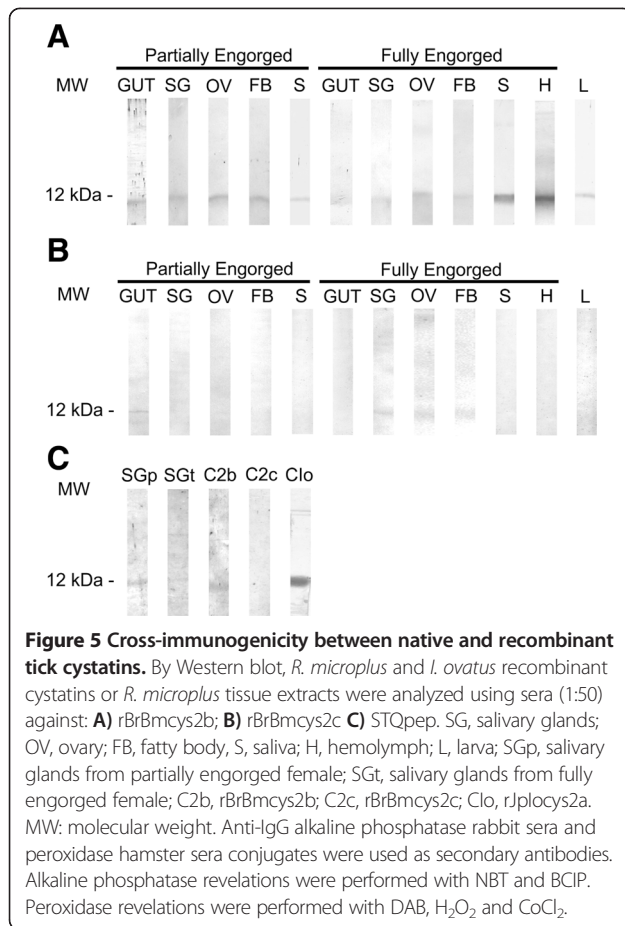 A
Partially Engorged Fully Engorged
MW GUT SG OV FB S GUT SG OV FB S H L
12 kDa -
B
Partially Engorged Fully Engorged
MW GUT SG OV FB S GUT SG OV FB S H L
12 kDa -
C
SGp SGt C2b C2c CIo
MW
12 kDa -
Figure 5 Cross-immunogenicity between native and recombinant
tick cystatins. By Western blot, R. microplus and I. ovatus recombinant
cystatins or R. microplus tissue extracts were analyzed using sera (1:50)
against: A) rBrBmcys2b; B) rBrBmcys2c C) STQpep. SG, salivary glands;
OV, ovary; FB, fatty body, S, saliva; H, hemolymph; L, larva; SGp, salivary
glands from partially engorged female; SGt, salivary glands from fully
engorged female; C2b, rBrBmcys2b; C2c, rBrBmcys2c; CIo, rJpIocys2a.
MW: molecular weight. Anti-IgG alkaline phosphatase rabbit sera and
peroxidase hamster sera conjugates were used as secondary antibodies.
Alkaline phosphatase revelations were performed with NBT and BCIP.
Peroxidase revelations were performed with DAB, H₂O₂ and CoCl₂.